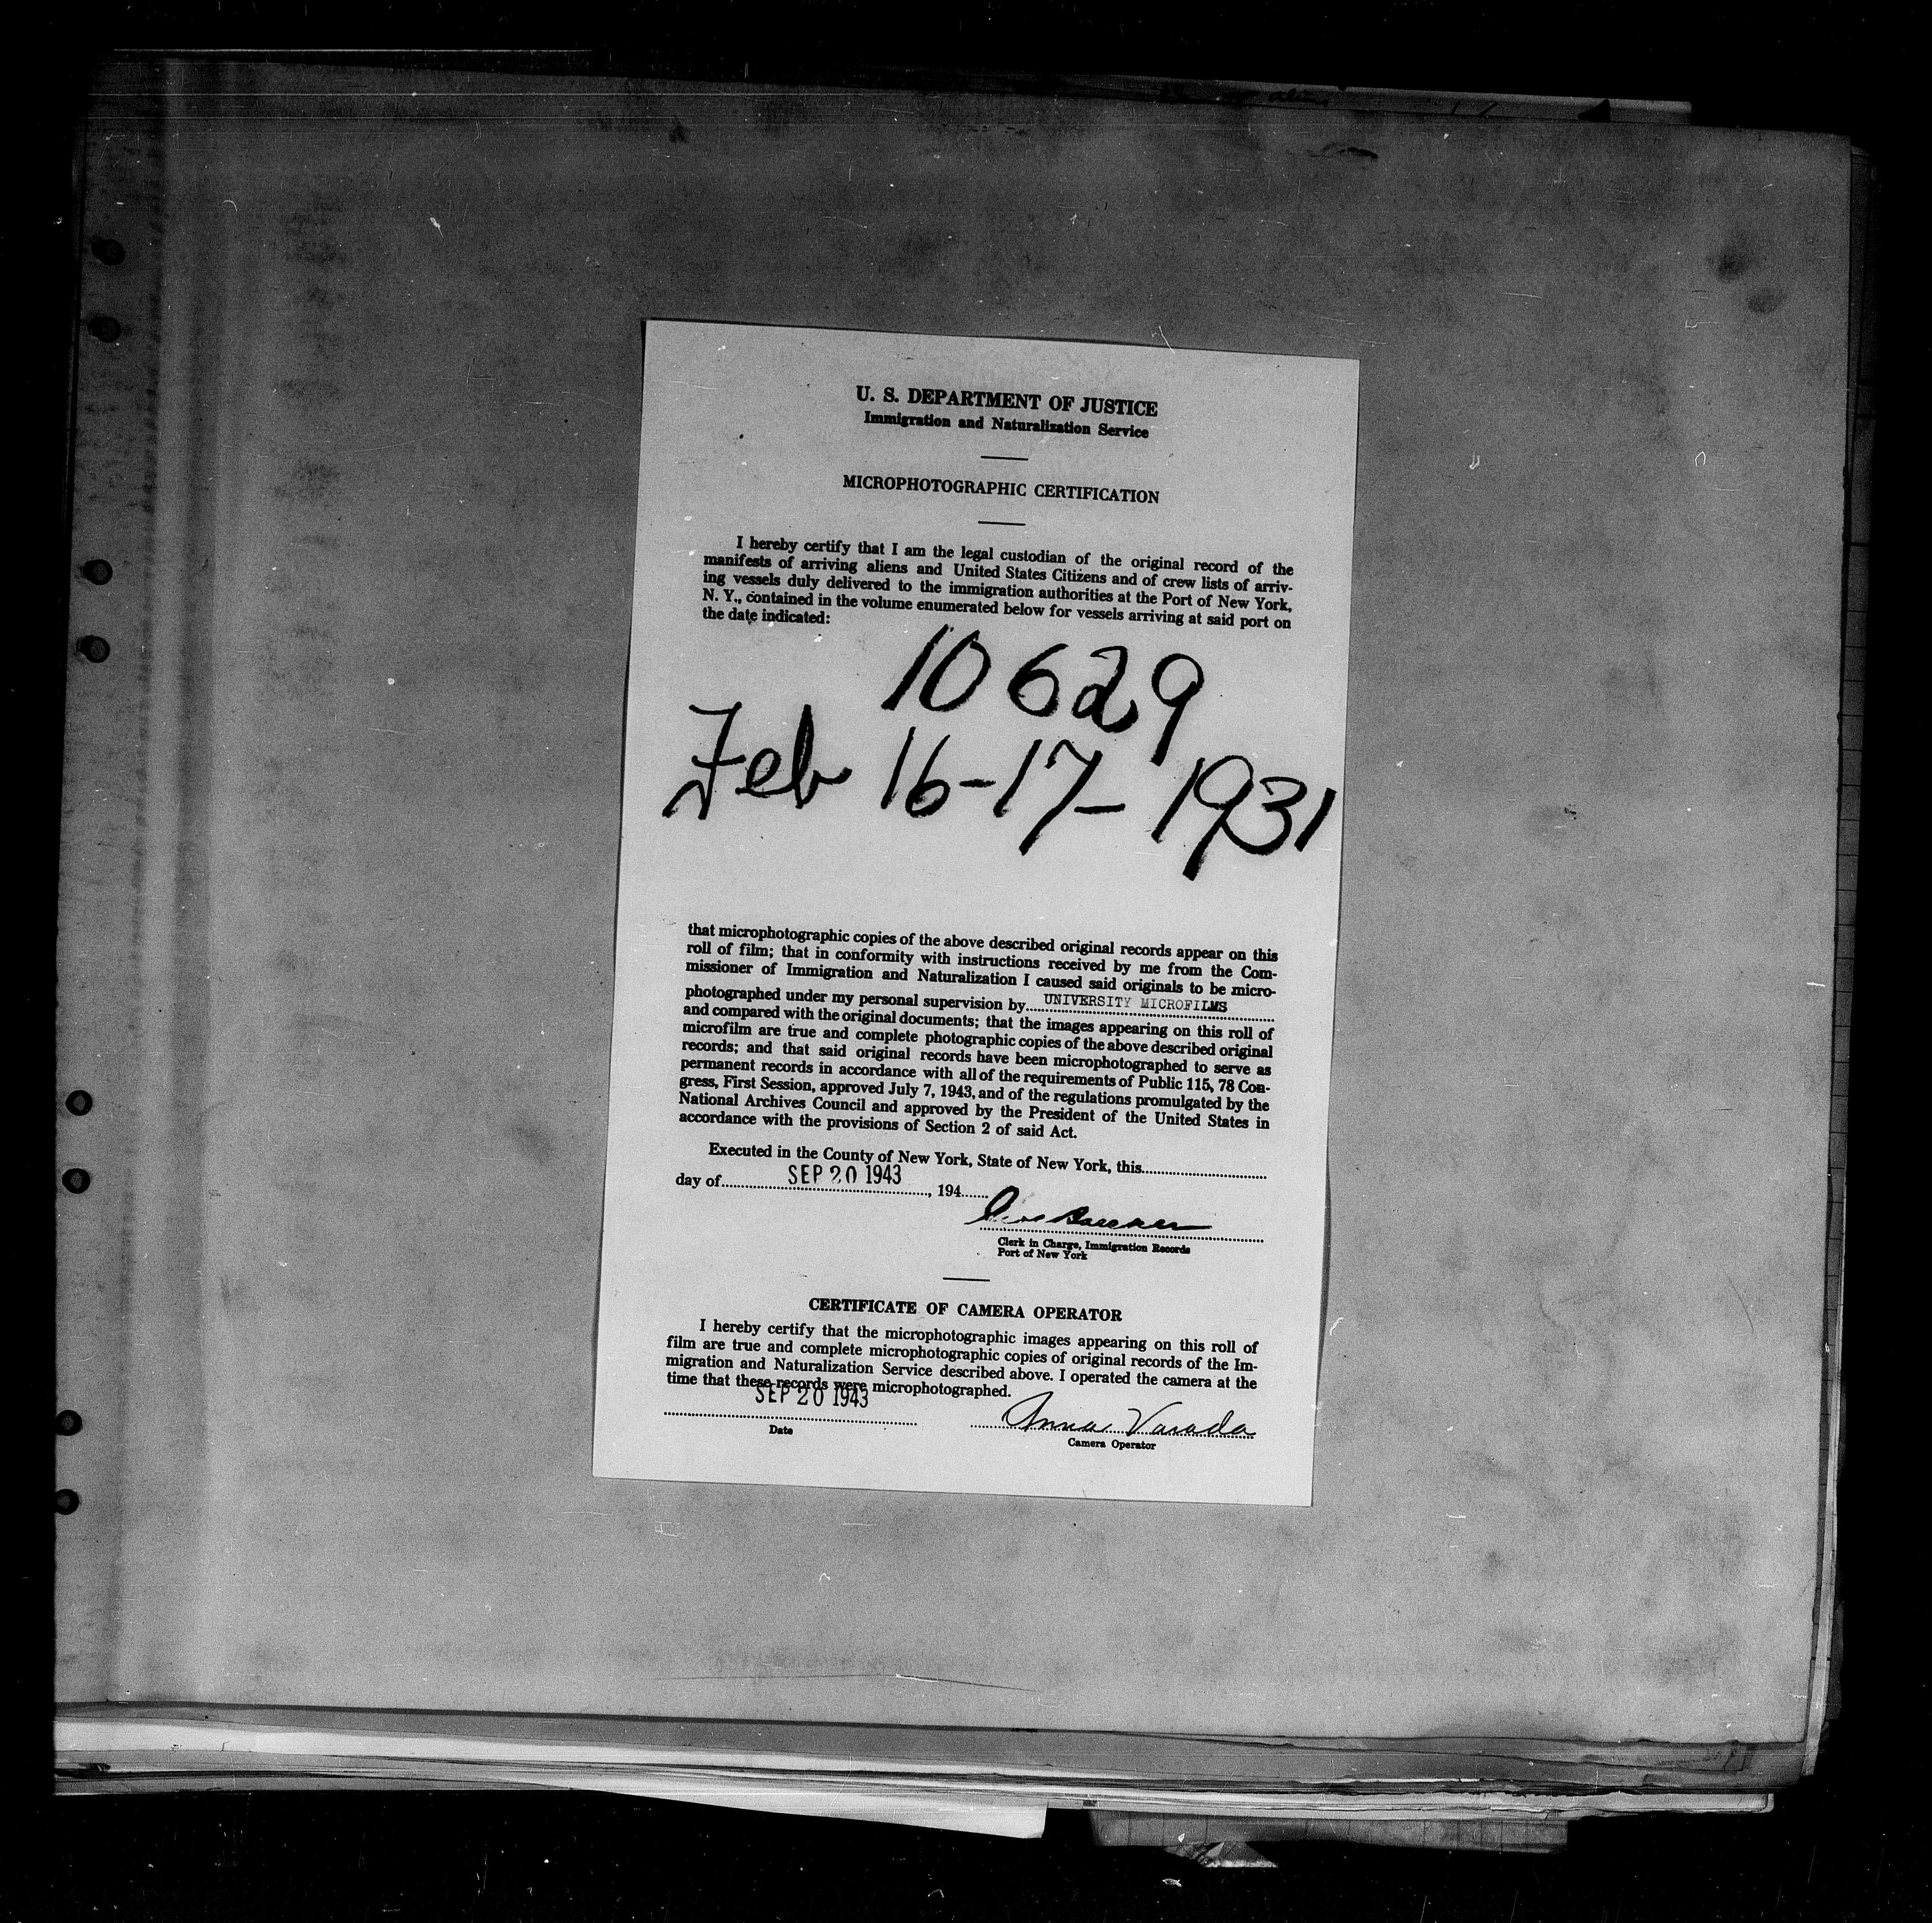 U. S. DEPARTMENT OF JUSTICE
Immigration and Naturalization Service
MICROPHOTOGRAPHIC CERTIFICATION
I hereby certify that I am the legal custodian of the original record of the
manifests of arriving aliens and United States Citizens and of crew lists of arriv-
ing vessels duly delivered to the immigration authorities at the Port of New York,
N. Y., contained in the volume enumerated below for vessels arriving at said port on
the date indicated:
10629
Feb 16-17- 1931
that microphotographic copies of the above described original records appear on this
roll of film; that in conformity with instructions received by me from the Com-
missioner of Immigration and Naturalization I caused said originals to be micro-
photographed under my personal supervision by UNIVERSITY MICROFILMS
and compared with the original documents; that the images appearing on this roll of
microfilm are true and complete photographic copies of the above described original
records; and that said original records have been microphotographed to serve as
permanent records in accordance with all of the requirements of Public 115, 78 Con-
gress, First Session, approved July 7, 1943, and of the regulations promulgated by the
National Archives Council and approved by the President of the United States in
accordance with the provisions of Section 2 of said Act.
Executed in the County of New York, State of New York, this
day of SEP 20 1943, 194
Clerk in Charge, Immigration Records
Port of New York
CERTIFICATE OF CAMERA OPERATOR
I hereby certify that the microphotographic images appearing on this roll of
film are true and complete microphotographic copies of original records of the Im-
migration and Naturalization Service described above. I operated the camera at the
time that these records were microphotographed.
SEP 20 1943 Anna Varada
Date
Camera Operator